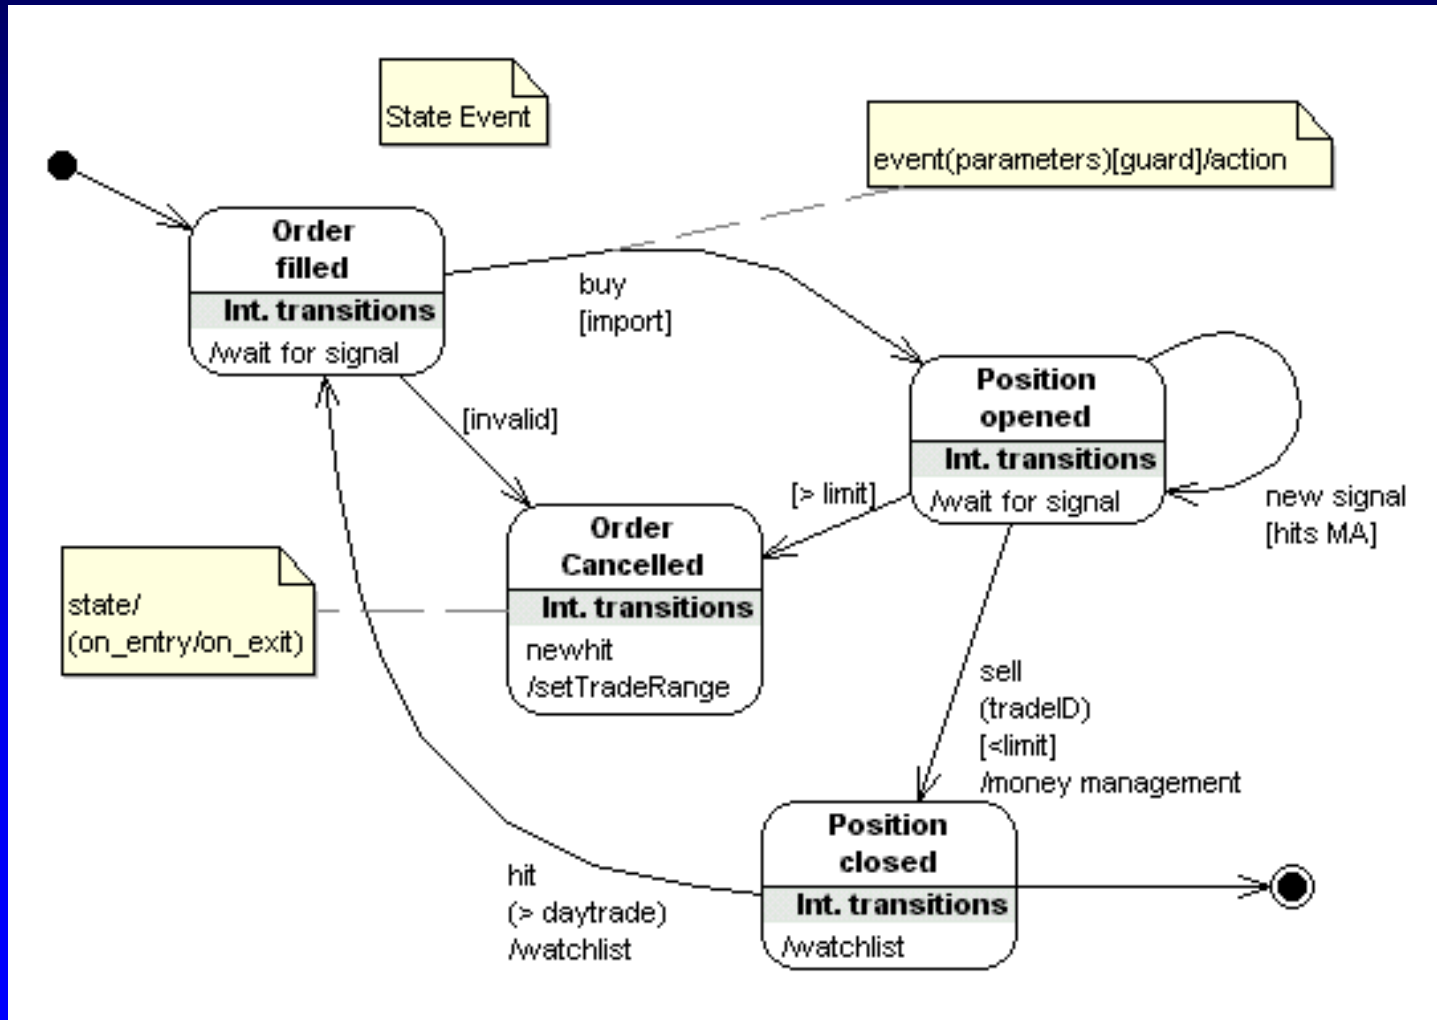 State Event
event(parameters)[guard]/action
Order
filled
Int. transitions
/wait for signal
buy
[import]
[invalid]
Position
opened
Int. transitions
/wait for signal
[> limit]
new signal
[hits MA]
Order
Cancelled
Int. transitions
newhit
/setTradeRange
state/
(on_entry/on_exit)
sell
(tradeID)
[<limit]
/money management
Position
closed
Int. transitions
/watchlist
hit
(> daytrade)
/watchlist